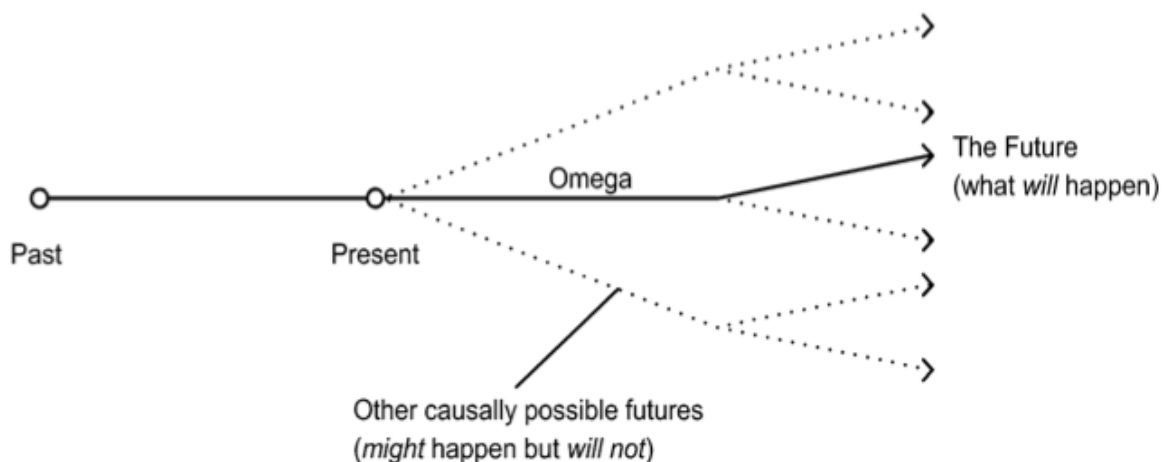 Omega
The Future
(what will happen)
Past
Present
Other causally possible futures
(might happen but will not)